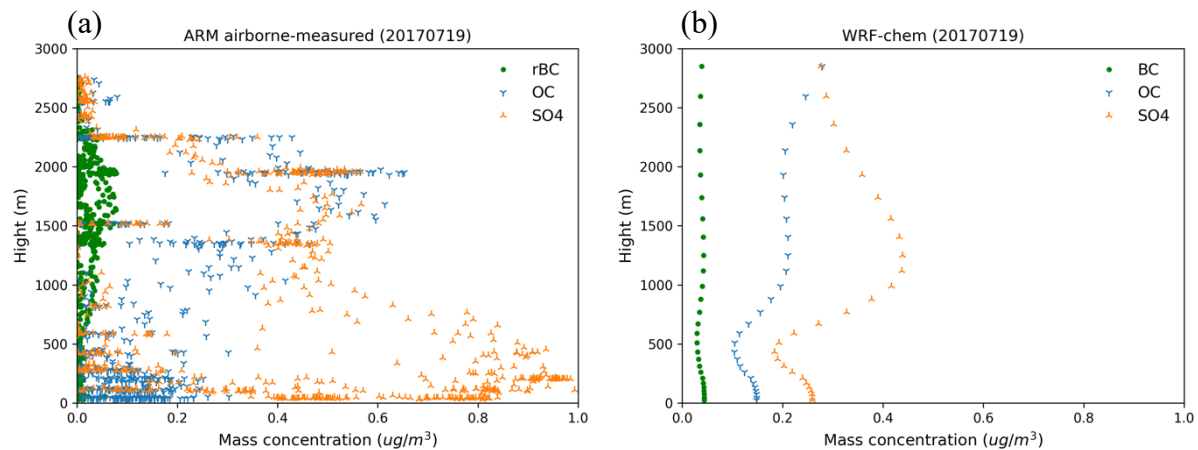 (a)
ARM airborne-measured (20170719)
3000
2500
2000
1500
1000
500
0
Hight (m)
rBC
OC
SO4
0.0 0.2 0.4 0.6 0.8 1.0
Mass concentration (ug/m³)
(b)
WRF-chem (20170719)
3000
2500
2000
1500
1000
500
0
Hight (m)
BC
OC
SO4
0.0 0.2 0.4 0.6 0.8 1.0
Mass concentration (ug/m³)